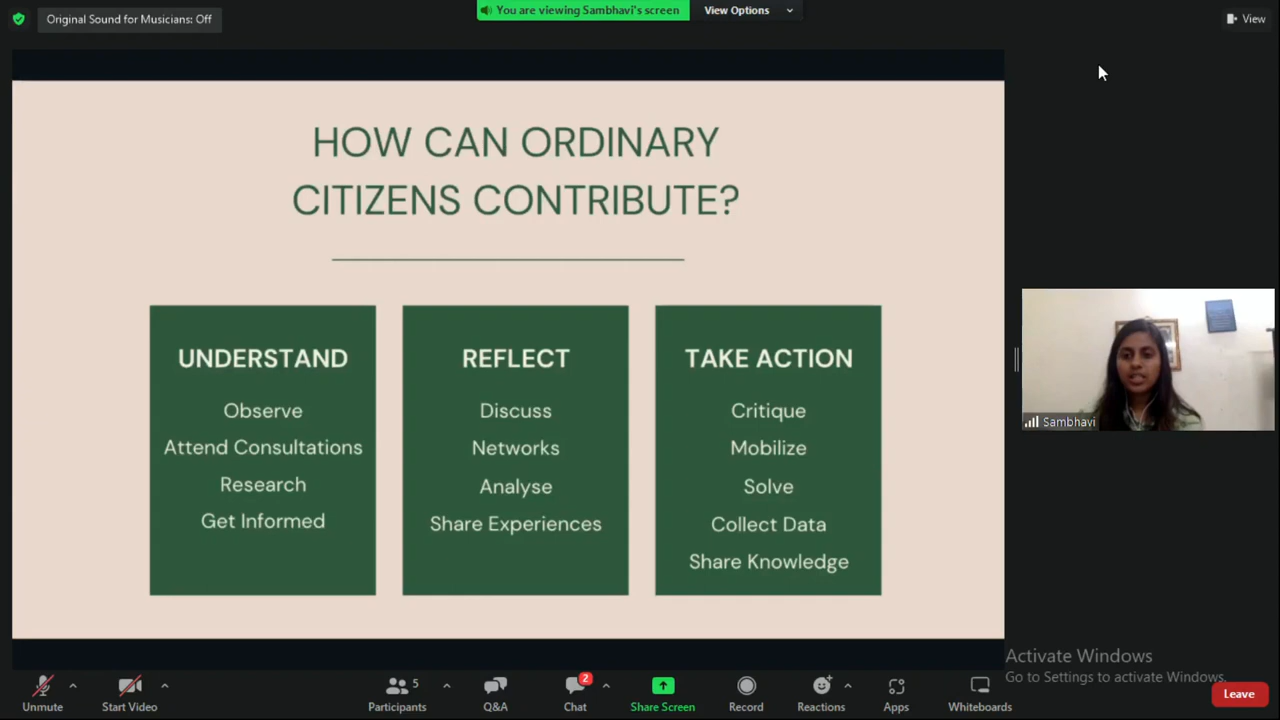 Original Sound for Musicians: Off
You are viewing Sambhavi's screen
View Options
View
HOW CAN ORDINARY
CITIZENS CONTRIBUTE?
UNDERSTAND
Observe
Attend Consultations
Research
Get Informed
REFLECT
Discuss
Networks
Analyse
Share Experiences
TAKE ACTION
Critique
Mobilize
Solve
Collect Data
Share Knowledge
Sambhavi
Activate Windows
Go to Settings to activate Windows.
Unmute
Start Video
5
Participants
Q&A
2
Chat
Share Screen
Record
Reactions
Apps
Whiteboards
Leave